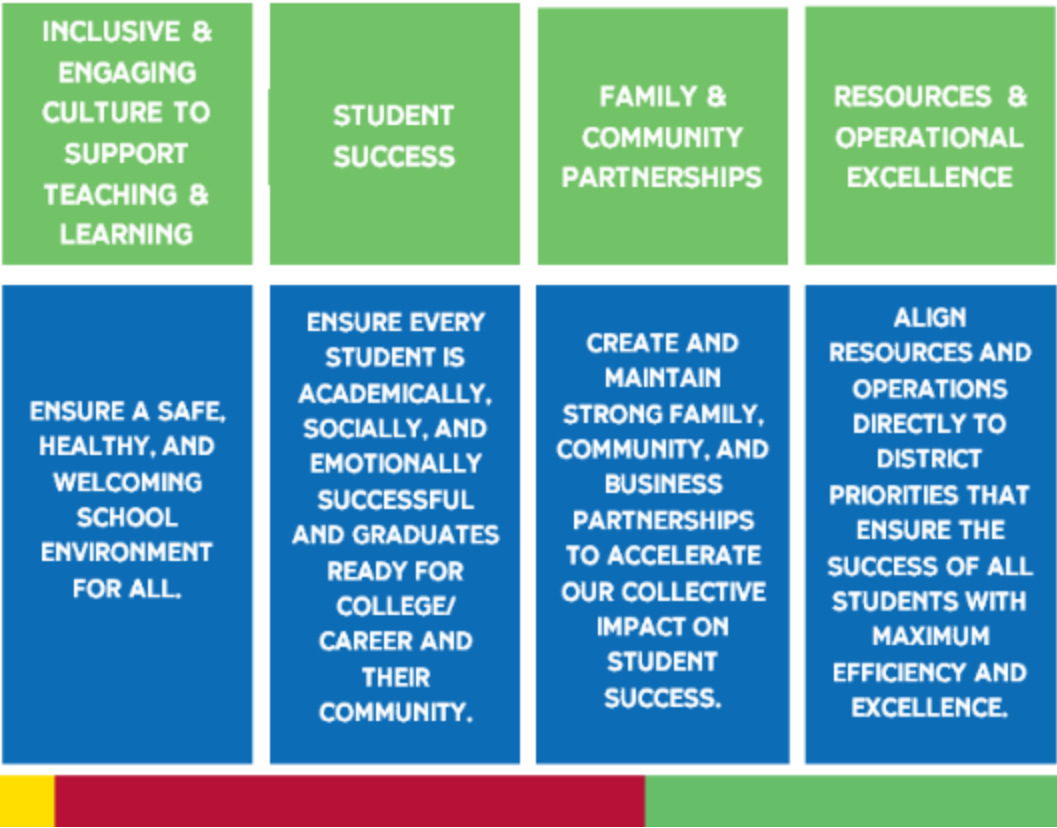 INCLUSIVE &
ENGAGING
CULTURE TO
SUPPORT
TEACHING &
LEARNING
STUDENT
SUCCESS
FAMILY &
COMMUNITY
PARTNERSHIPS
RESOURCES &
OPERATIONAL
EXCELLENCE
ENSURE A SAFE,
HEALTHY, AND
WELCOMING
SCHOOL
ENVIRONMENT
FOR ALL.
ENSURE EVERY
STUDENT IS
ACADEMICALLY,
SOCIALLY, AND
EMOTIONALLY
SUCCESSFUL
AND GRADUATES
READY FOR
COLLEGE/
CAREER AND
THEIR
COMMUNITY.
CREATE AND
MAINTAIN
STRONG FAMILY,
COMMUNITY, AND
BUSINESS
PARTNERSHIPS
TO ACCELERATE
OUR COLLECTIVE
IMPACT ON
STUDENT
SUCCESS.
ALIGN
RESOURCES AND
OPERATIONS
DIRECTLY TO
DISTRICT
PRIORITIES THAT
ENSURE THE
SUCCESS OF ALL
STUDENTS WITH
MAXIMUM
EFFICIENCY AND
EXCELLENCE.